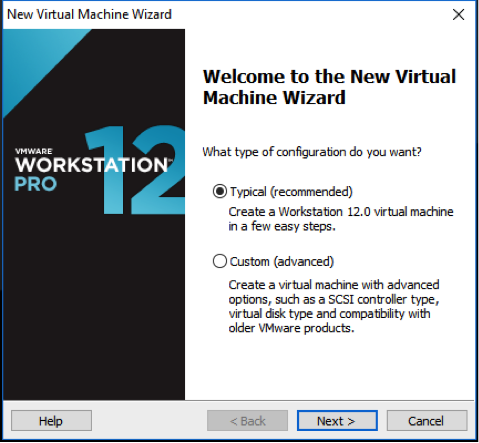 New Virtual Machine Wizard
Welcome to the New Virtual
Machine Wizard
VMWARE
WORKSTATION™
PRO
12
What type of configuration do you want?
Typical (recommended)
Create a Workstation 12.0 virtual machine
in a few easy steps.
Custom (advanced)
Create a virtual machine with advanced
options, such as a SCSI controller type,
virtual disk type and compatibility with
older VMware products.
Help
< Back
Next >
Cancel